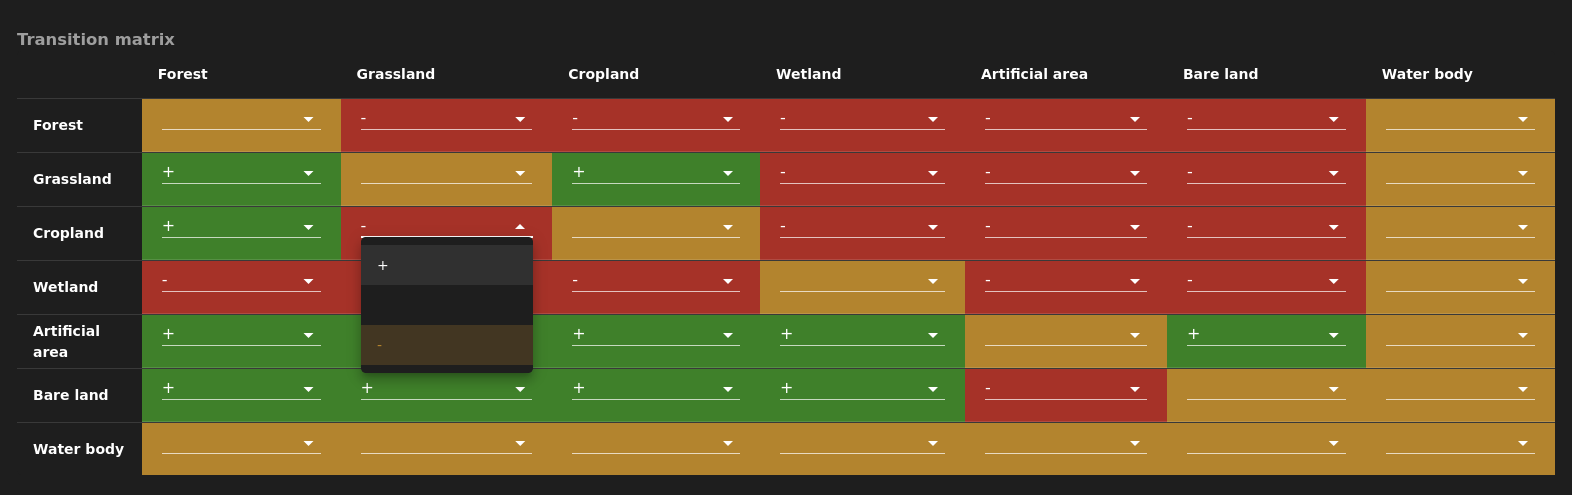 Transition matrix
Forest Grassland Cropland Wetland Artificial area Bare land Water body
Forest - - - - -
Grassland + + - - -
Cropland + - - - -
+
Wetland - - - -
Artificial
area + + + +
-
Bare land + + + + -
Water body